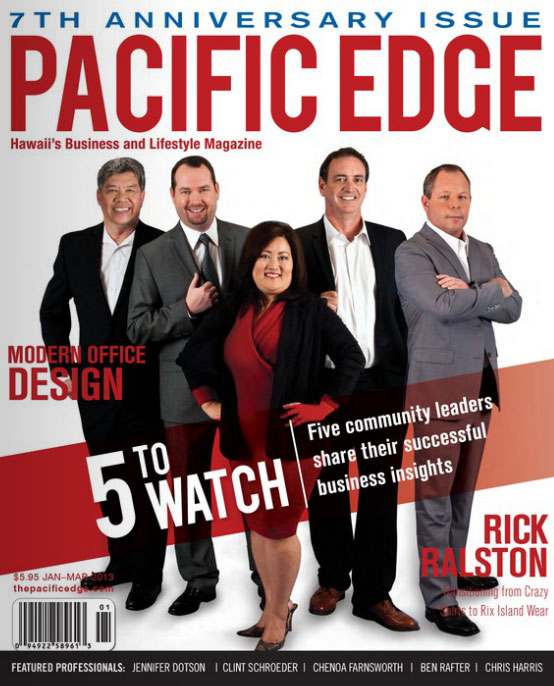 7TH ANNIVERSARY ISSUE
PACIFIC EDGE
Hawaii's Business and Lifestyle Magazine
MODERN OFFICE
DESIGN
5 TO
WATCH
Five community leaders
share their successful
business insights
RICK
RALSTON
Transitioning from Crazy
to Rix Island Wear
$5.95 JAN–MAR 2013
thepacificedge.com
01
0 94922 58961 3
FEATURED PROFESSIONALS: JENNIFER DOTSON | CLINT SCHROEDER | CHENOA FARNSWORTH | BEN RAFTER | CHRIS HARRIS